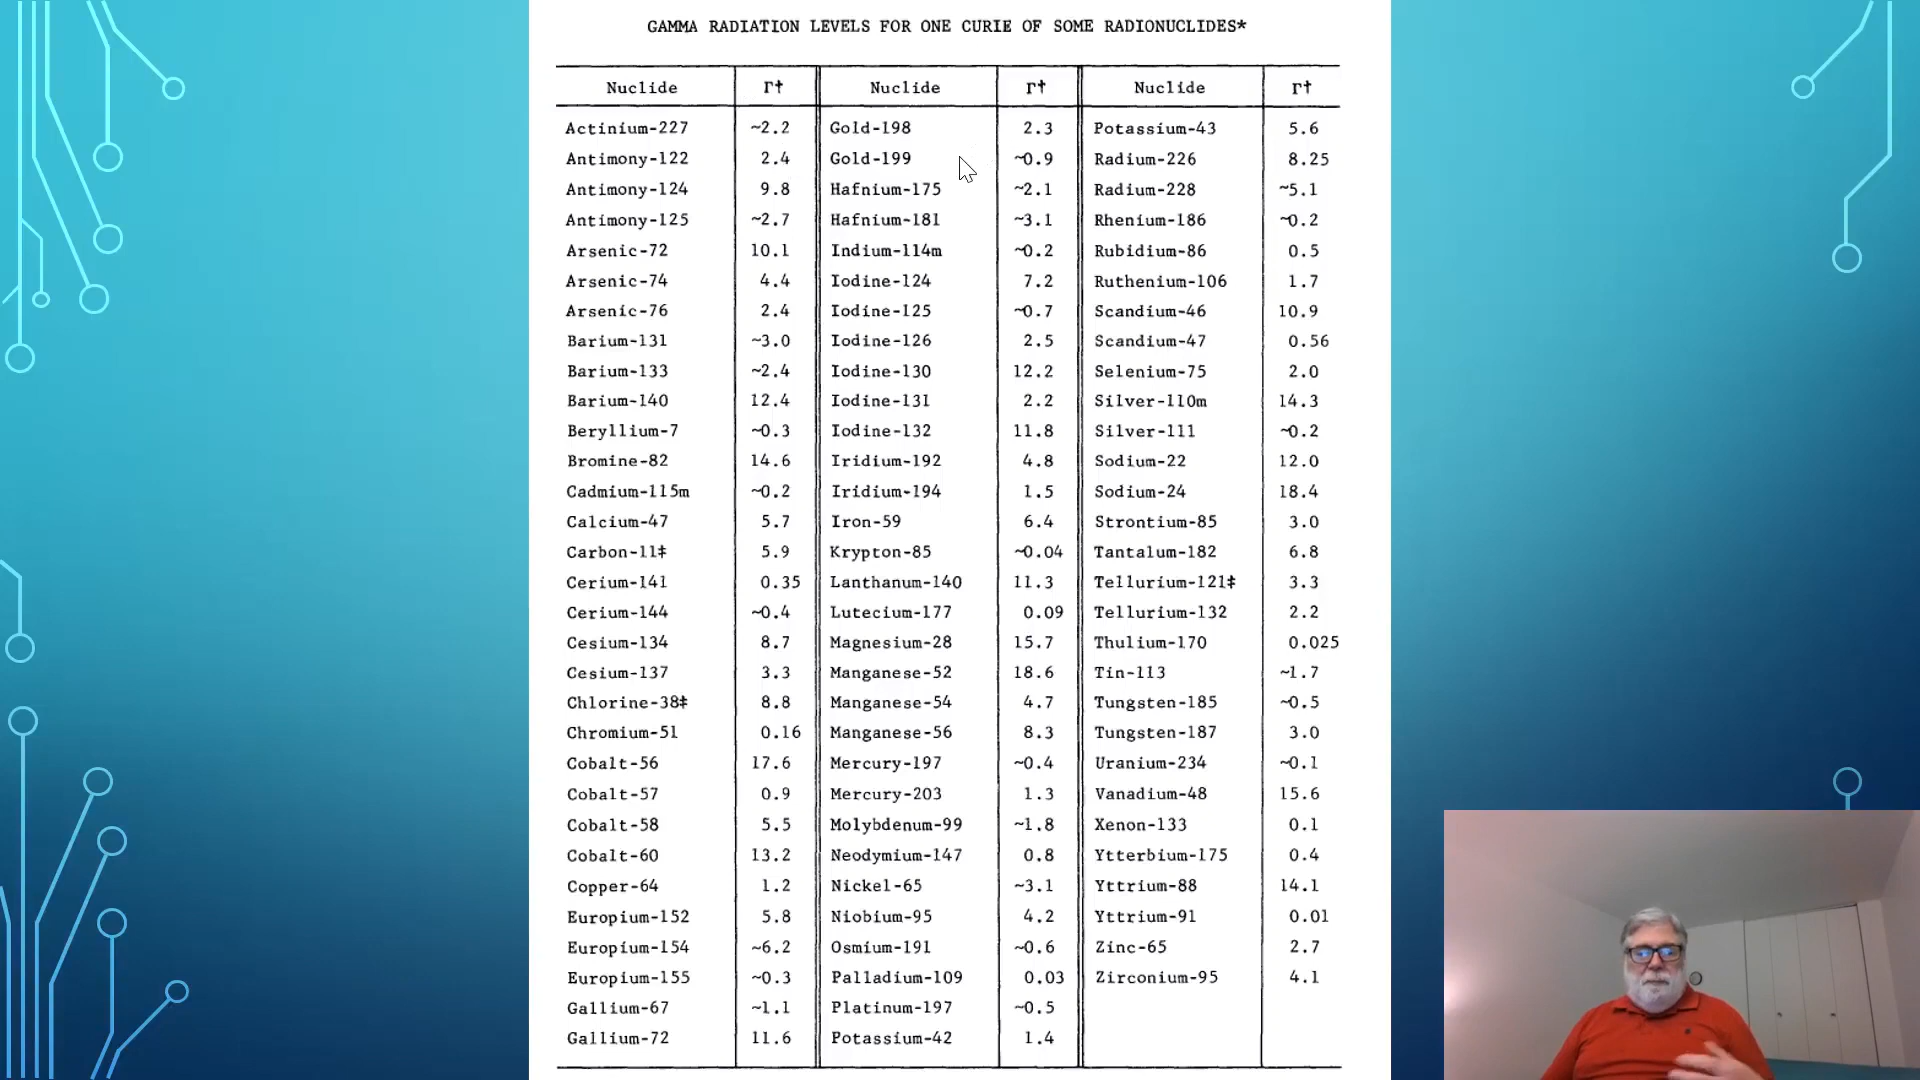 GAMMA RADIATION LEVELS FOR ONE CURIE OF SOME RADIONUCLIDES*
Nuclide Γ† Nuclide Γ† Nuclide Γ†
Actinium-227 ~2.2 Gold-198 2.3 Potassium-43 5.6
Antimony-122 2.4 Gold-199 ~0.9 Radium-226 8.25
Antimony-124 9.8 Hafnium-175 ~2.1 Radium-228 ~5.1
Antimony-125 ~2.7 Hafnium-181 ~3.1 Rhenium-186 ~0.2
Arsenic-72 10.1 Indium-114m ~0.2 Rubidium-86 0.5
Arsenic-74 4.4 Iodine-124 7.2 Ruthenium-106 1.7
Arsenic-76 2.4 Iodine-125 ~0.7 Scandium-46 10.9
Barium-131 ~3.0 Iodine-126 2.5 Scandium-47 0.56
Barium-133 ~2.4 Iodine-130 12.2 Selenium-75 2.0
Barium-140 12.4 Iodine-131 2.2 Silver-110m 14.3
Beryllium-7 ~0.3 Iodine-132 11.8 Silver-111 ~0.2
Bromine-82 14.6 Iridium-192 4.8 Sodium-22 12.0
Cadmium-115m ~0.2 Iridium-194 1.5 Sodium-24 18.4
Calcium-47 5.7 Iron-59 6.4 Strontium-85 3.0
Carbon-11‡ 5.9 Krypton-85 ~0.04 Tantalum-182 6.8
Cerium-141 0.35 Lanthanum-140 11.3 Tellurium-121‡ 3.3
Cerium-144 ~0.4 Lutecium-177 0.09 Tellurium-132 2.2
Cesium-134 8.7 Magnesium-28 15.7 Thulium-170 0.025
Cesium-137 3.3 Manganese-52 18.6 Tin-113 ~1.7
Chlorine-38‡ 8.8 Manganese-54 4.7 Tungsten-185 ~0.5
Chromium-51 0.16 Manganese-56 8.3 Tungsten-187 3.0
Cobalt-56 17.6 Mercury-197 ~0.4 Uranium-234 ~0.1
Cobalt-57 0.9 Mercury-203 1.3 Vanadium-48 15.6
Cobalt-58 5.5 Molybdenum-99 ~1.8 Xenon-133 0.1
Cobalt-60 13.2 Neodymium-147 0.8 Ytterbium-175 0.4
Copper-64 1.2 Nickel-65 ~3.1 Yttrium-88 14.1
Europium-152 5.8 Niobium-95 4.2 Yttrium-91 0.01
Europium-154 ~6.2 Osmium-191 ~0.6 Zinc-65 2.7
Europium-155 ~0.3 Palladium-109 0.03 Zirconium-95 4.1
Gallium-67 ~1.1 Platinum-197 ~0.5
Gallium-72 11.6 Potassium-42 1.4